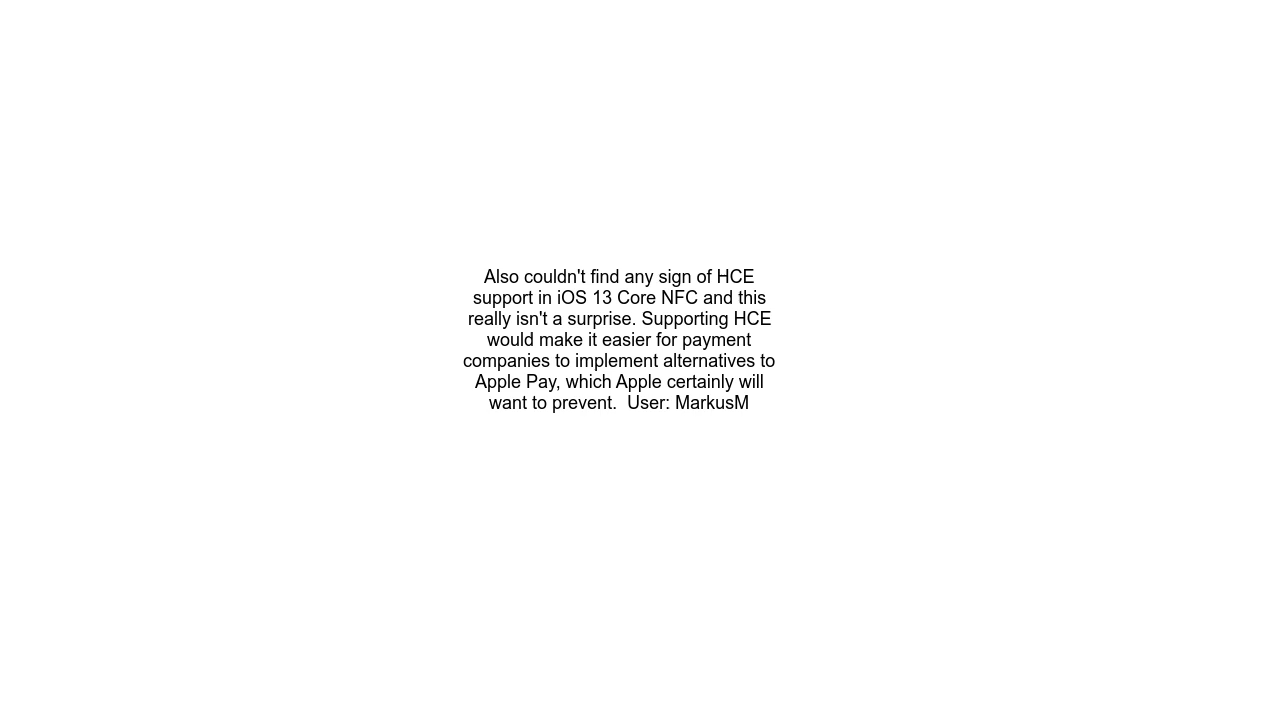 Also couldn't find any sign of HCE
support in iOS 13 Core NFC and this
really isn't a surprise. Supporting HCE
would make it easier for payment
companies to implement alternatives to
Apple Pay, which Apple certainly will
want to prevent.  User: MarkusM